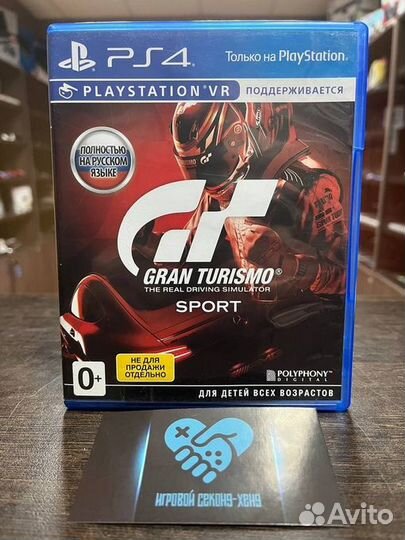 PS4
Только на PlayStation®
PLAYSTATION®VR ПОДДЕРЖИВАЕТСЯ
ПОЛНОСТЬЮ
НА РУССКОМ
ЯЗЫКЕ
GT
GRAN TURISMO®
THE REAL DRIVING SIMULATOR
SPORT
0+
НЕ ДЛЯ
ПРОДАЖИ
ОТДЕЛЬНО
POLYPHONY
DIGITAL
ДЛЯ ДЕТЕЙ ВСЕХ ВОЗРАСТОВ
ИГРОВОЙ СЕКОНД-ХЕНД
Avito